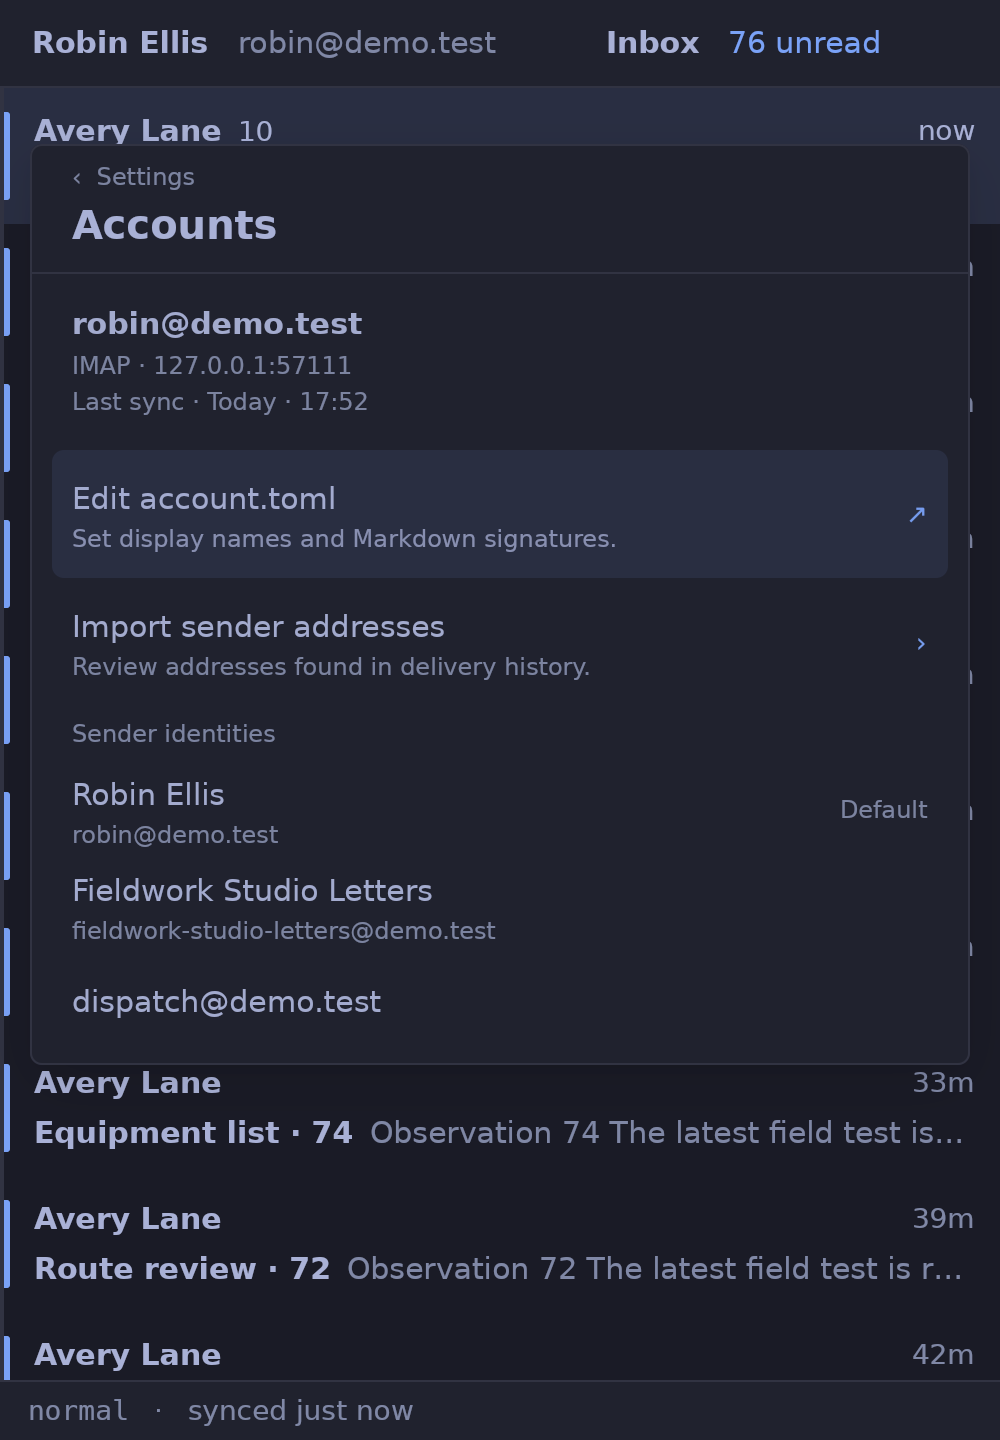 Robin Ellis robin@demo.test Inbox 76 unread
Avery Lane 10 now
‹ Settings
Accounts
robin@demo.test
IMAP · 127.0.0.1:57111
Last sync · Today · 17:52
Edit account.toml ↗
Set display names and Markdown signatures.
Import sender addresses ›
Review addresses found in delivery history.
Sender identities
Robin Ellis Default
robin@demo.test
Fieldwork Studio Letters
fieldwork-studio-letters@demo.test
dispatch@demo.test
Avery Lane 33m
Equipment list · 74 Observation 74 The latest field test is...
Avery Lane 39m
Route review · 72 Observation 72 The latest field test is r...
Avery Lane 42m
normal · synced just now